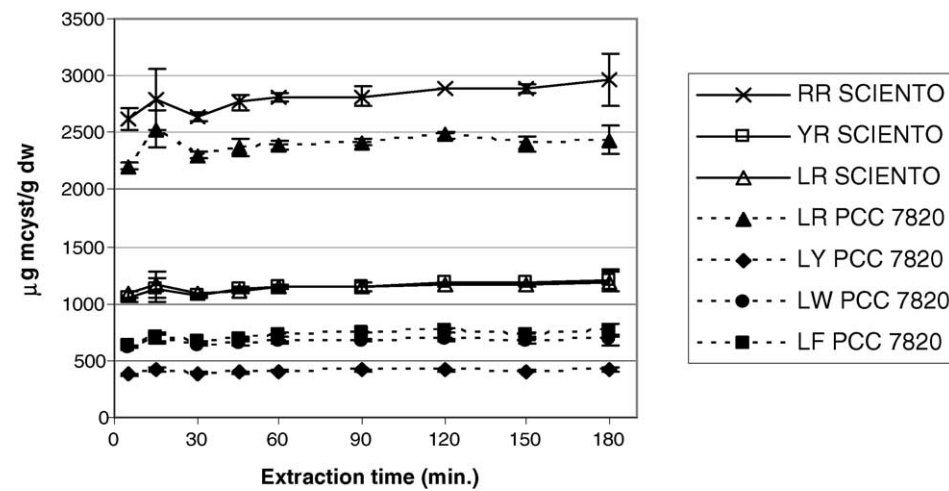 3500
3000
2500
2000
1500
1000
500
0
µg mcyst/g dw
0 30 60 90 120 150 180
Extraction time (min.)
RR SCIENTO
YR SCIENTO
LR SCIENTO
LR PCC 7820
LY PCC 7820
LW PCC 7820
LF PCC 7820